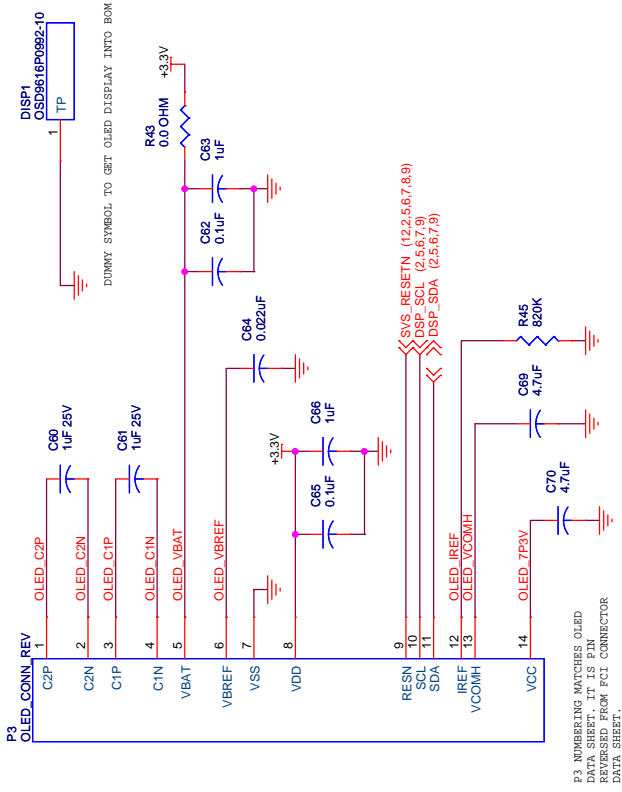 P3
OLED_CONN_REV
C2P
1
OLED_C2P
C2N
2
OLED_C2N
C60
1uF 25V
C1P
3
OLED_C1P
C1N
4
OLED_C1N
C61
1uF 25V
VBAT
5
OLED_VBAT
C62
0.1uF
C63
1uF
R43
0.0 OHM
+3.3V
VBREF
6
OLED_VBREF
C64
0.022uF
VSS
7
VDD
8
+3.3V
C65
0.1uF
C66
1uF
RESN
9
SVS_RESETN (12,2,5,6,7,8,9)
SCL
10
DSP_SCL (2,5,6,7,9)
SDA
11
DSP_SDA (2,5,6,7,9)
IREF
12
OLED_IREF
R45
820K
VCOMH
13
OLED_VCOMH
C69
4.7uF
VCC
14
OLED_7P3V
C70
4.7uF
DISP1
OSD9616P0992-10
1
TP
DUMMY SYMBOL TO GET OLED DISPLAY INTO BOM
P3 NUMBERING MATCHES OLED
DATA SHEET. IT IS PIN
REVERSED FROM FCI CONNECTOR
DATA SHEET.